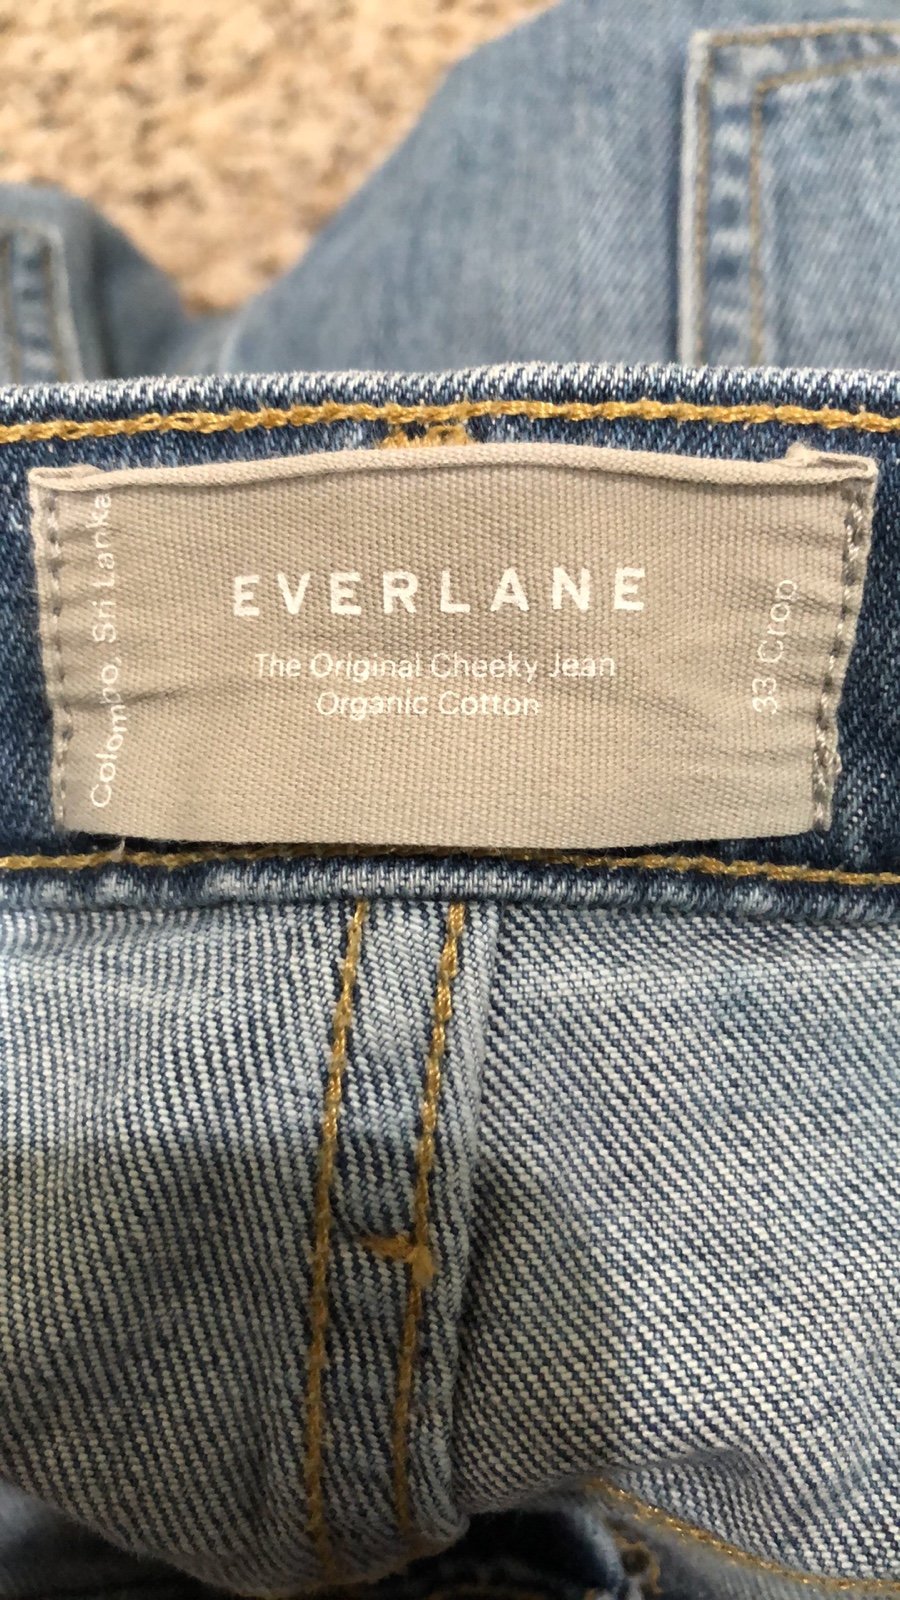 EVERLANE
The Original Cheeky Jean
Organic Cotton
Colombo, Sri Lanka
33 Crop